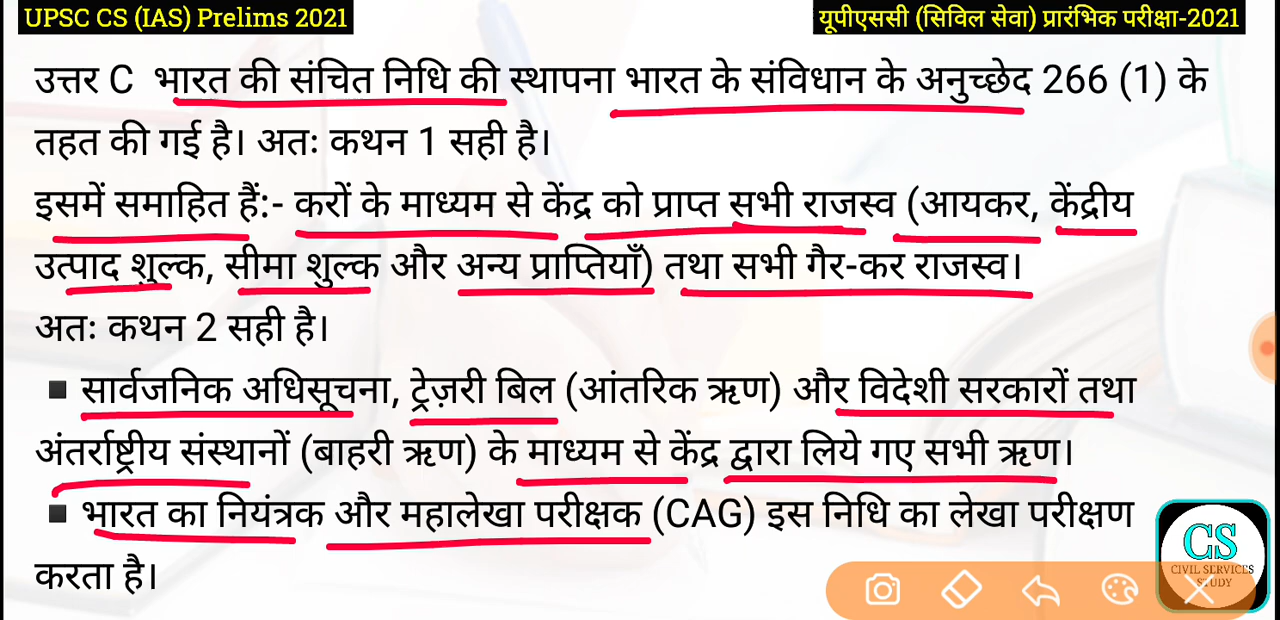 UPSC CS (IAS) Prelims 2021
यूपीएससी (सिविल सेवा) प्रारंभिक परीक्षा-2021
उत्तर C भारत की संचित निधि की स्थापना भारत के संविधान के अनुच्छेद 266 (1) के
तहत की गई है। अतः कथन 1 सही है।
इसमें समाहित हैं:- करों के माध्यम से केंद्र को प्राप्त सभी राजस्व (आयकर, केंद्रीय
उत्पाद शुल्क, सीमा शुल्क और अन्य प्राप्तियाँ) तथा सभी गैर-कर राजस्व।
अतः कथन 2 सही है।
▪ सार्वजनिक अधिसूचना, ट्रेज़री बिल (आंतरिक ऋण) और विदेशी सरकारों तथा
अंतर्राष्ट्रीय संस्थानों (बाहरी ऋण) के माध्यम से केंद्र द्वारा लिये गए सभी ऋण।
▪ भारत का नियंत्रक और महालेखा परीक्षक (CAG) इस निधि का लेखा परीक्षण
करता है।
CS
CIVIL SERVICES
STUDY